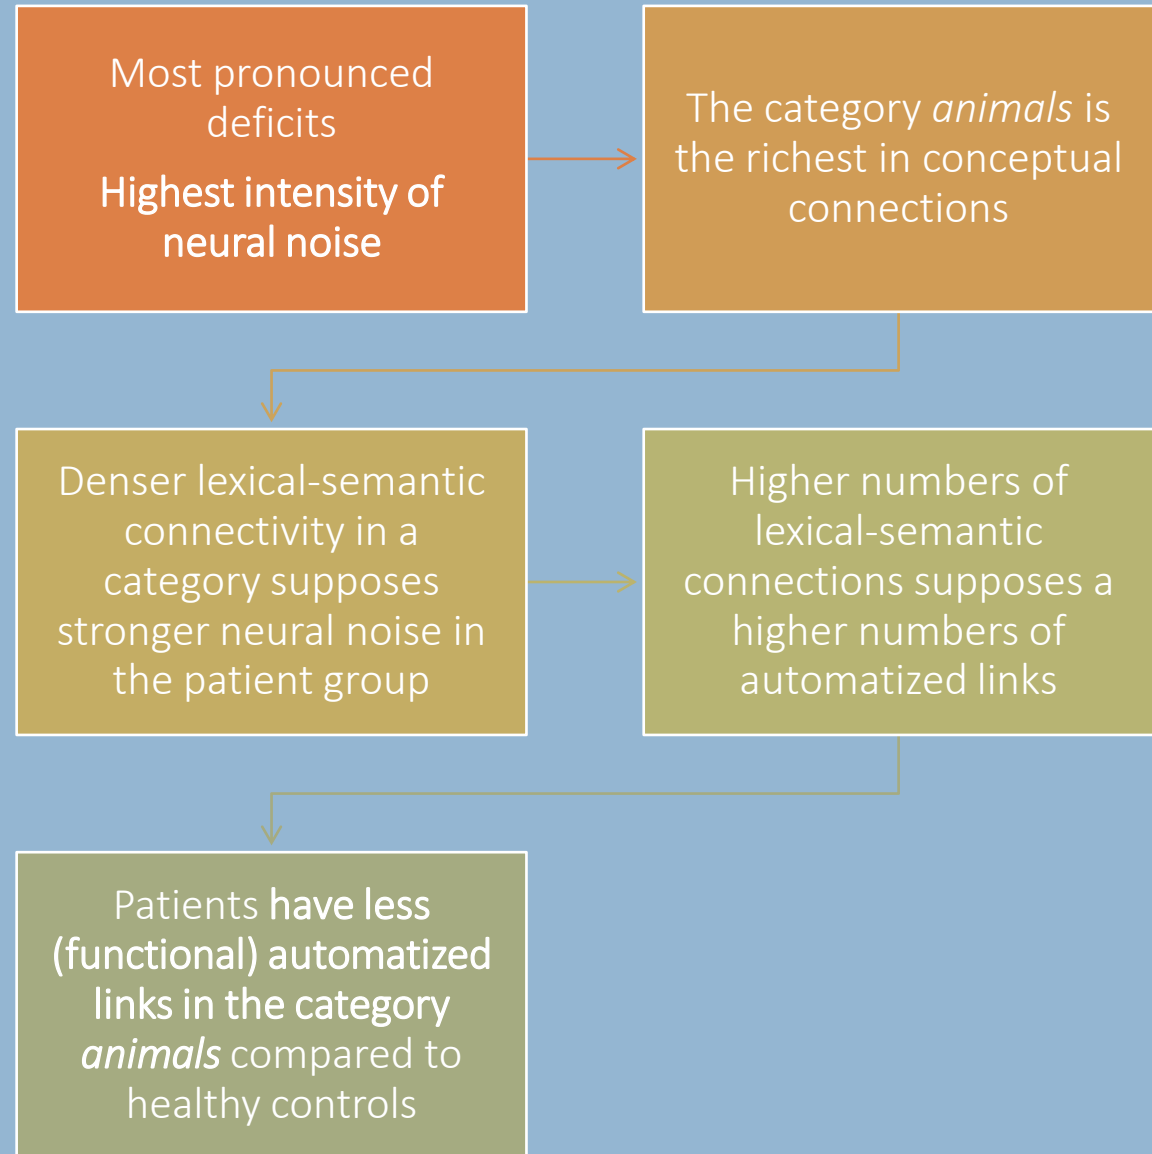 Most pronounced
deficits
Highest intensity of
neural noise
The category animals is
the richest in conceptual
connections
Denser lexical-semantic
connectivity in a
category supposes
stronger neural noise in
the patient group
Higher numbers of
lexical-semantic
connections supposes a
higher numbers of
automatized links
Patients have less
(functional) automatized
links in the category
animals compared to
healthy controls